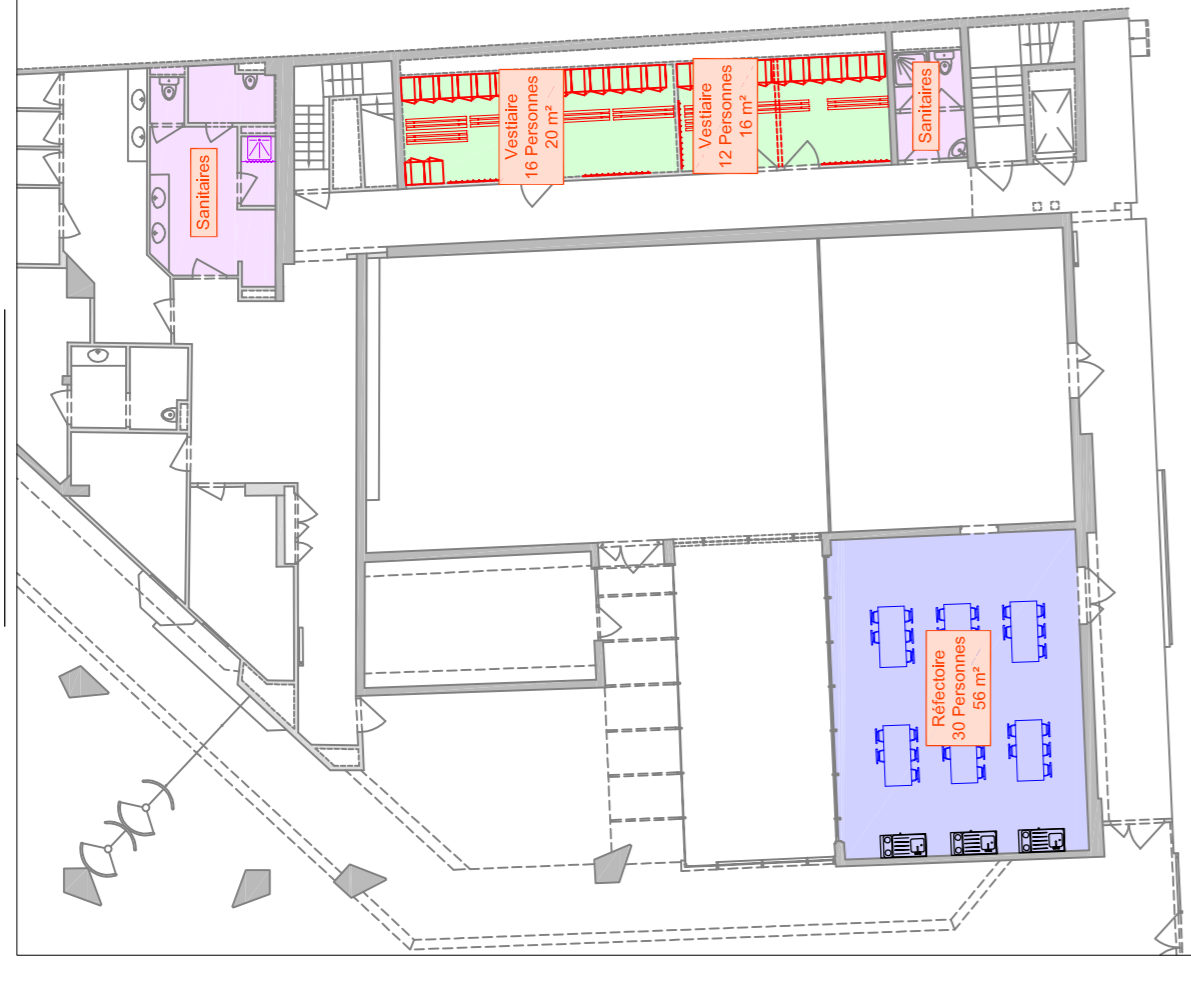 Sanitaires
Vestiaire
16 Personnes
20 m²
Vestiaire
12 Personnes
16 m²
Sanitaires
Réfectoire
30 Personnes
56 m²